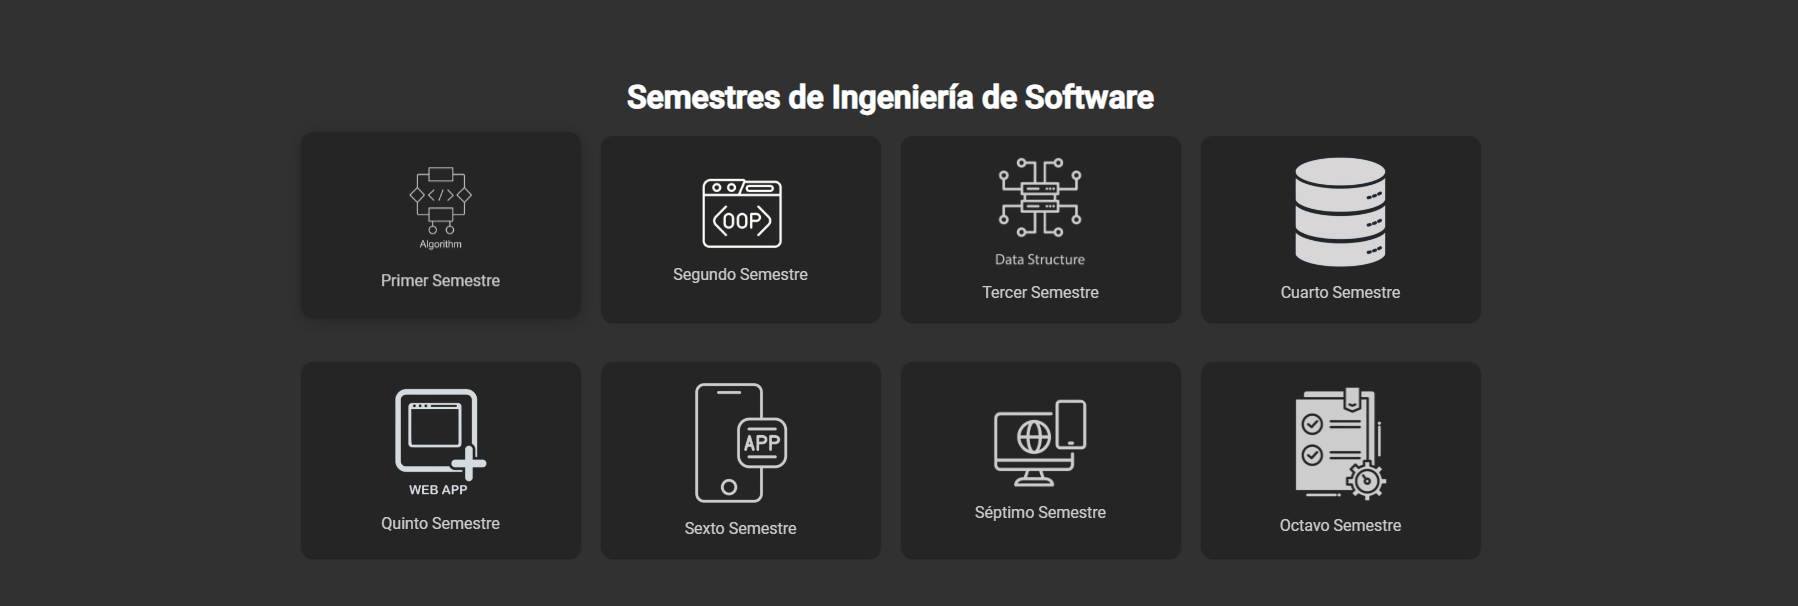 Semestres de Ingeniería de Software
Algorithm
Primer Semestre
</>
OOP
Segundo Semestre
Data Structure
Tercer Semestre
Cuarto Semestre
WEB APP
Quinto Semestre
APP
Sexto Semestre
Séptimo Semestre
Octavo Semestre